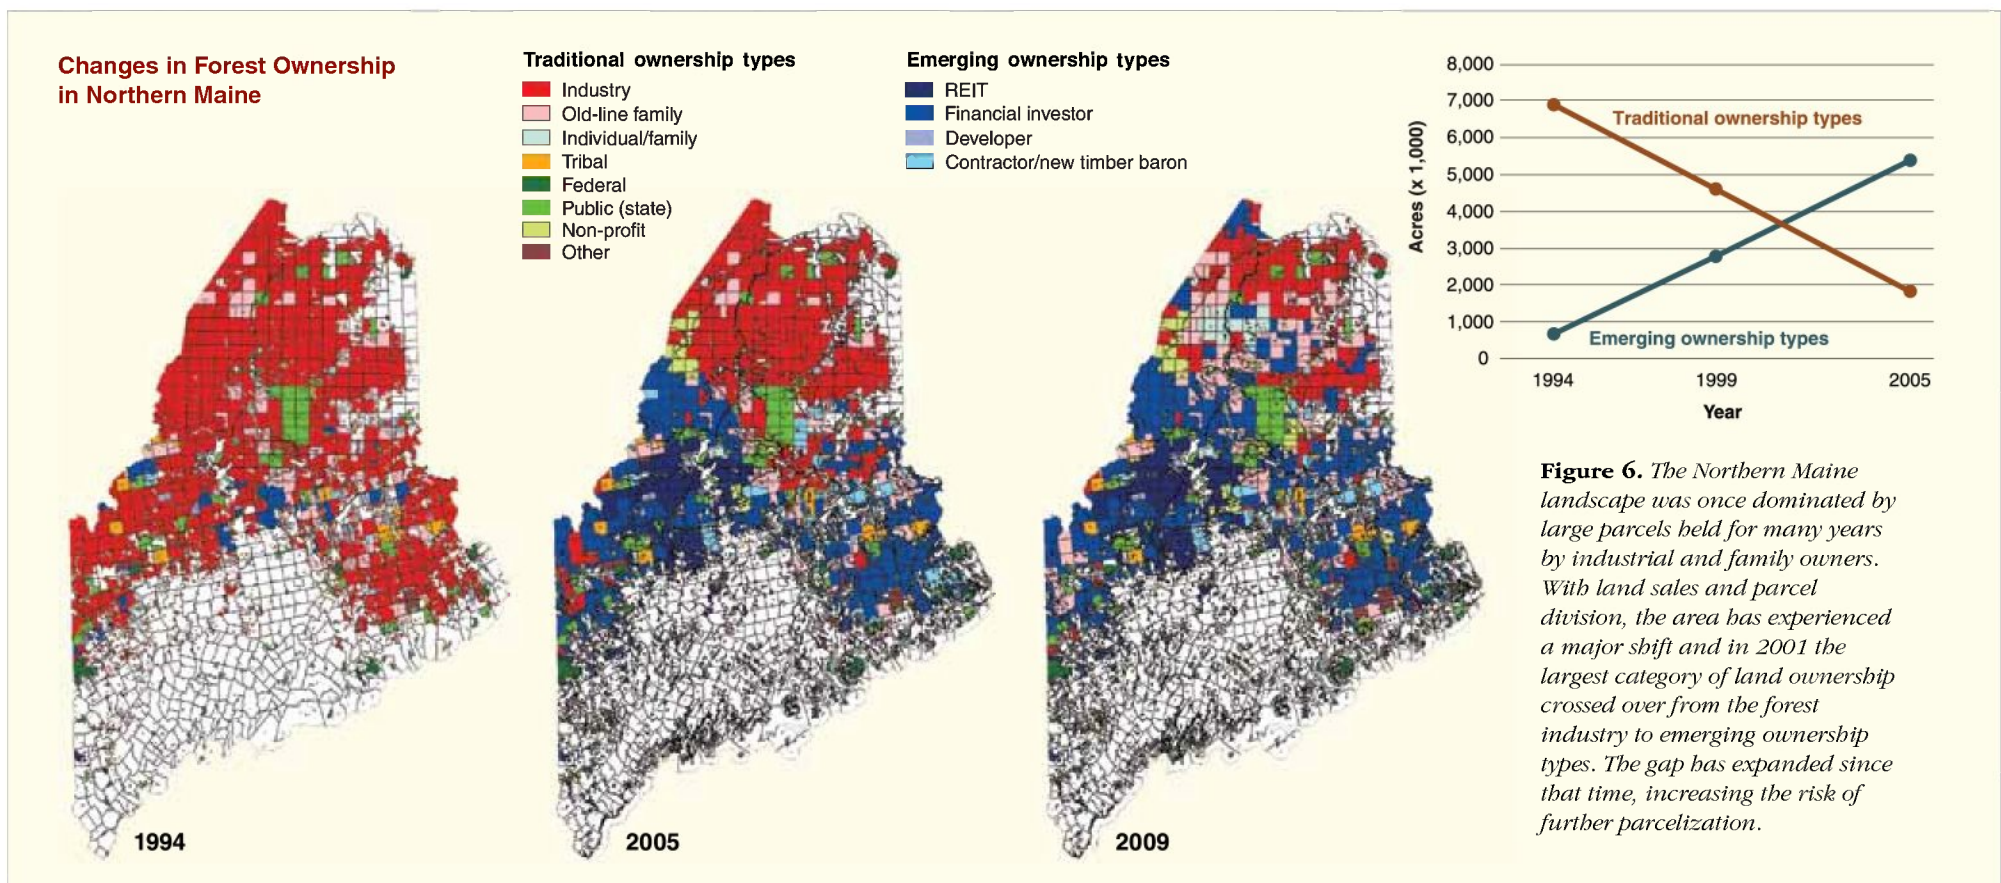 Changes in Forest Ownership
in Northern Maine
Traditional ownership types
Industry
Old-line family
Individual/family
Tribal
Federal
Public (state)
Non-profit
Other
Emerging ownership types
REIT
Financial investor
Developer
Contractor/new timber baron
1994
2005
2009
8,000
7,000
6,000
5,000
4,000
3,000
2,000
1,000
0
Acres (x 1,000)
Traditional ownership types
Emerging ownership types
1994
1999
2005
Year
Figure 6. The Northern Maine
landscape was once dominated by
large parcels held for many years
by industrial and family owners.
With land sales and parcel
division, the area has experienced
a major shift and in 2001 the
largest category of land ownership
crossed over from the forest
industry to emerging ownership
types. The gap has expanded since
that time, increasing the risk of
further parcelization.